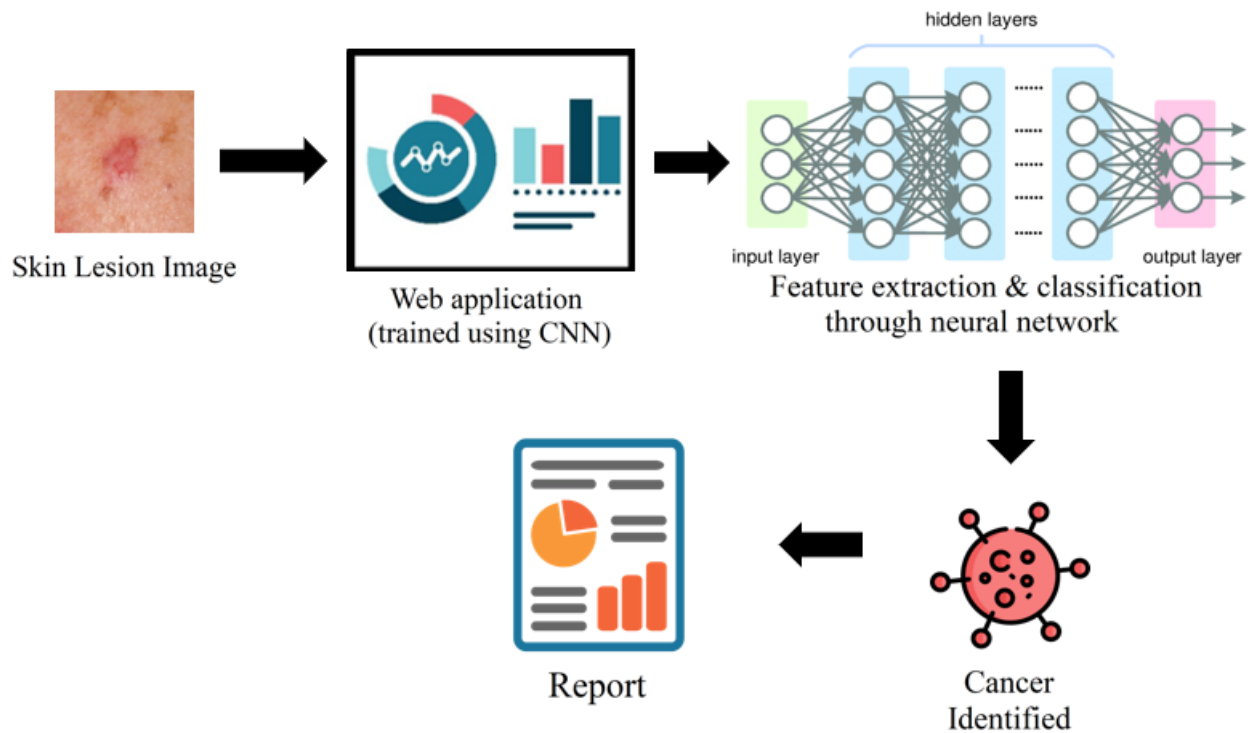 hidden layers
Skin Lesion Image
Web application
(trained using CNN)
input layer
output layer
Feature extraction & classification
through neural network
Report
Cancer
Identified